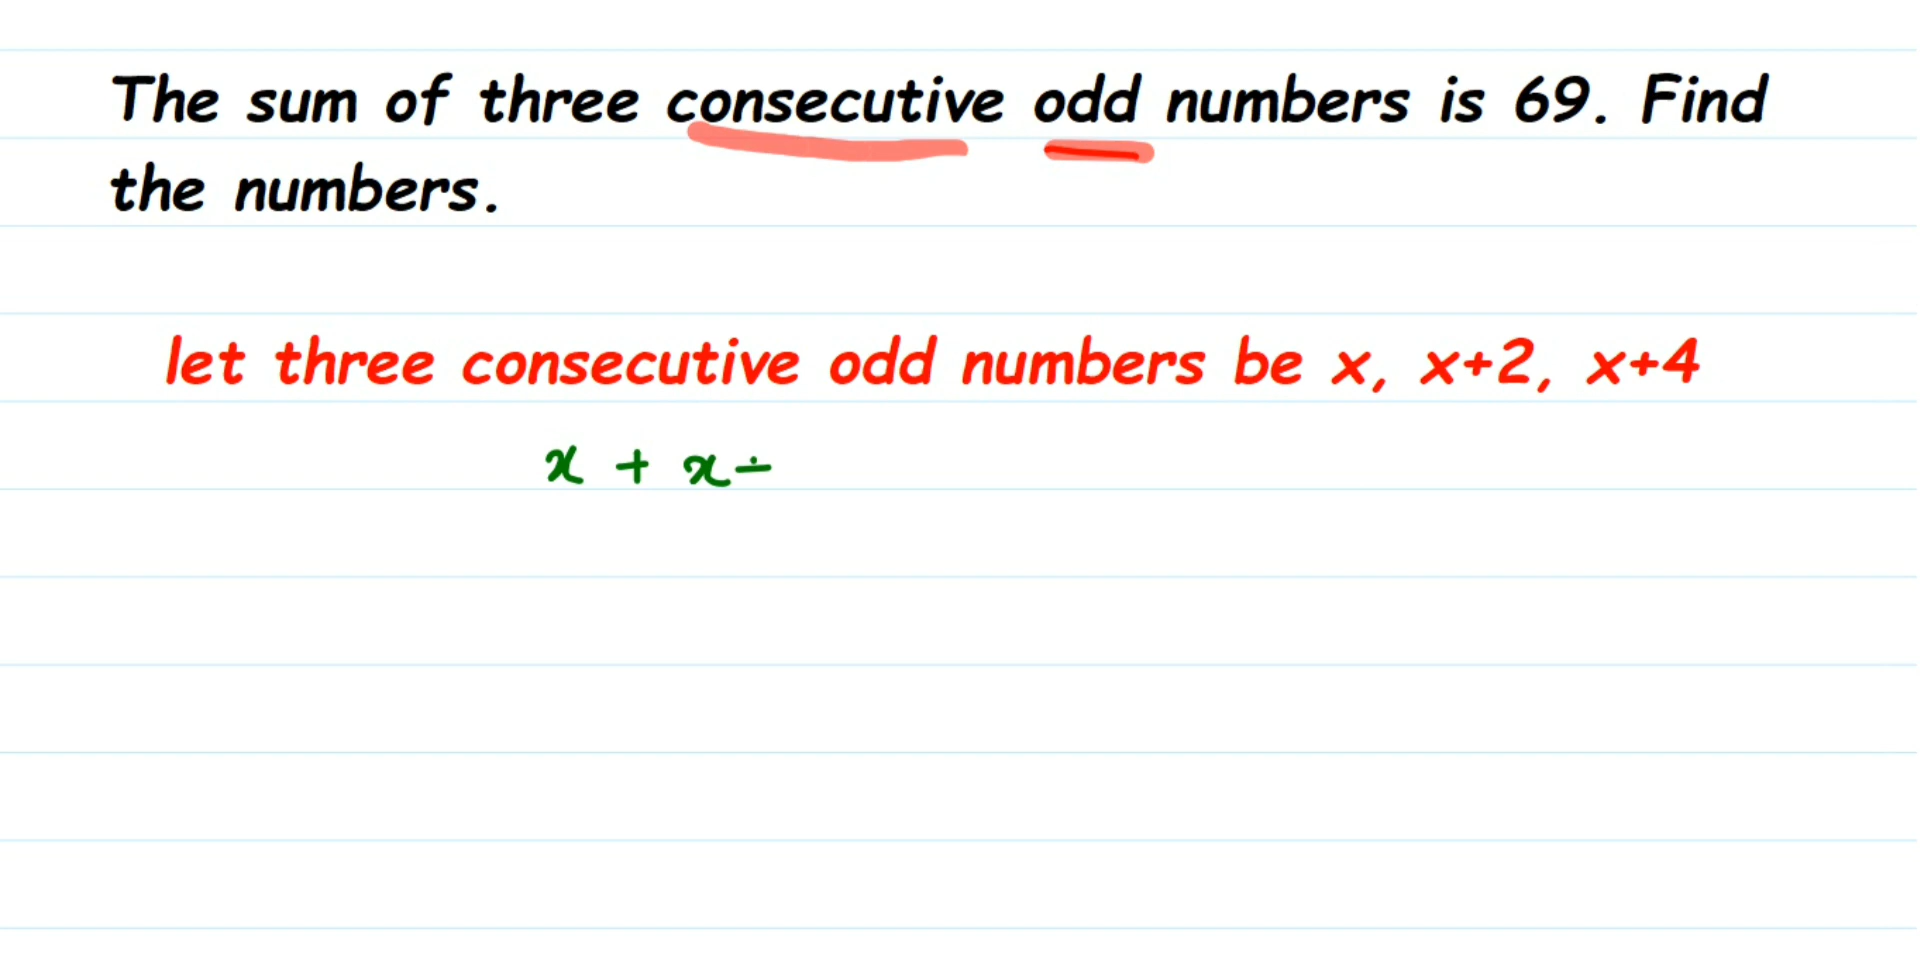 The sum of three consecutive odd numbers is 69. Find
the numbers.
let three consecutive odd numbers be x, x+2, x+4
x + x